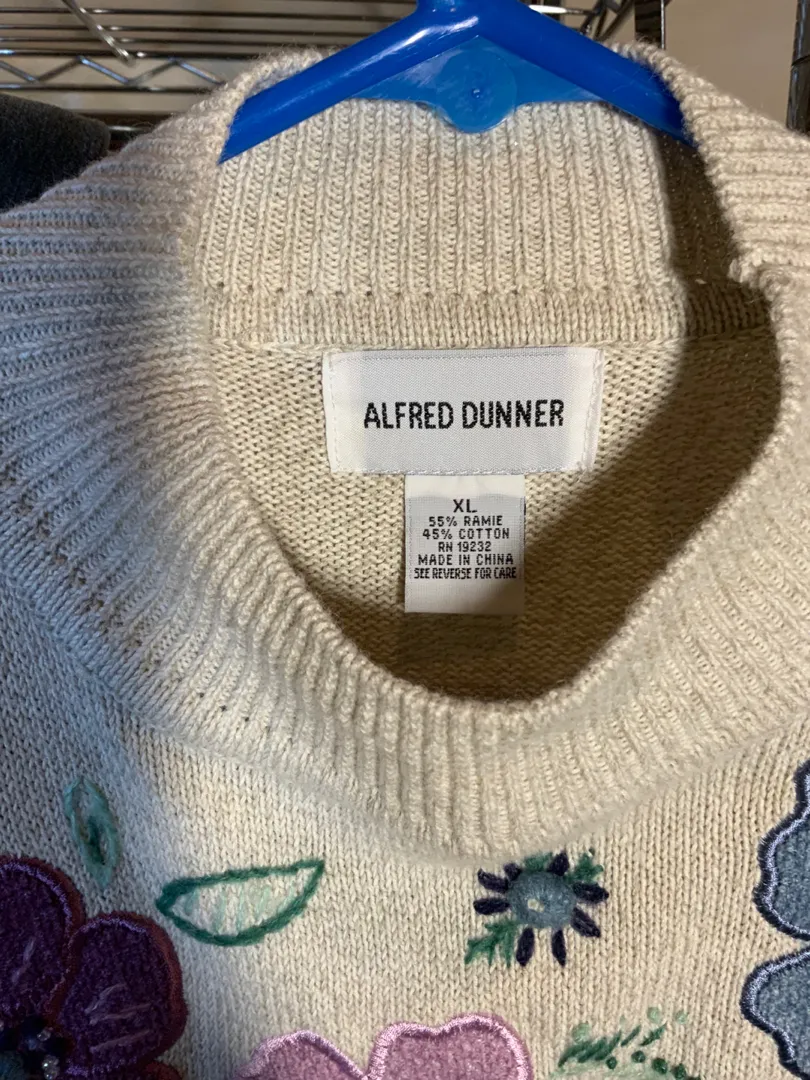 ALFRED DUNNER
XL
55% RAMIE
45% COTTON
RN 19232
MADE IN CHINA
SEE REVERSE FOR CARE